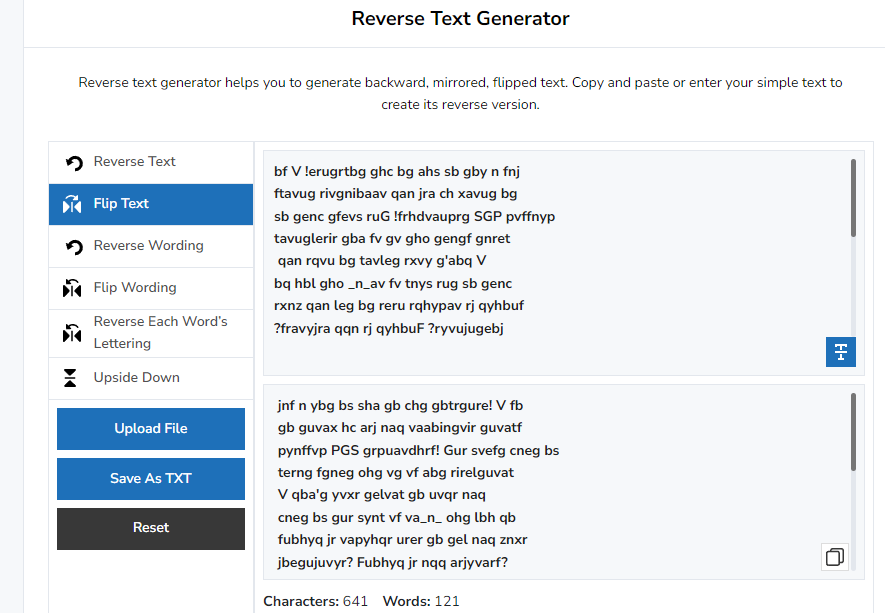 Reverse Text Generator
Reverse text generator helps you to generate backward, mirrored, flipped text. Copy and paste or enter your simple text to
create its reverse version.
Reverse Text
Flip Text
Reverse Wording
Flip Wording
Reverse Each Word's
Lettering
Upside Down
Upload File
Save As TXT
Reset
bf V !erugrtbg ghc bg ahs sb gby n fnj
ftavug rivgnibaav qan jra ch xavug bg
sb genc gfevs ruG !frhdvauprg SGP pvffnyp
tavuglerir gba fv gv gho gengf gnret
qan rqvu bg tavleg rxvy g'abq V
bq hbl gho _n_av fv tnys rug sb genc
rxnz qan leg bg reru rqhypav rj qyhbuf
?fravyjra qqn rj qyhbuF ?ryvujugebj
jnf n ybg bs sha gb chg gbtrgure! V fb
gb guvax hc arj naq vaabingvir guvatf
pynffvp PGS grpuavdhrf! Gur svefg cneg bs
terng fgneg ohg vg vf abg rirelguvat
V qba'g yvxr gelvat gb uvqr naq
cneg bs gur synt vf va_n_ ohg lbh qb
fubhyq jr vapyhqr urer gb gel naq znxr
jbegujuvyr? Fubhyq jr nqq arjyvarf?
Characters: 641 Words: 121